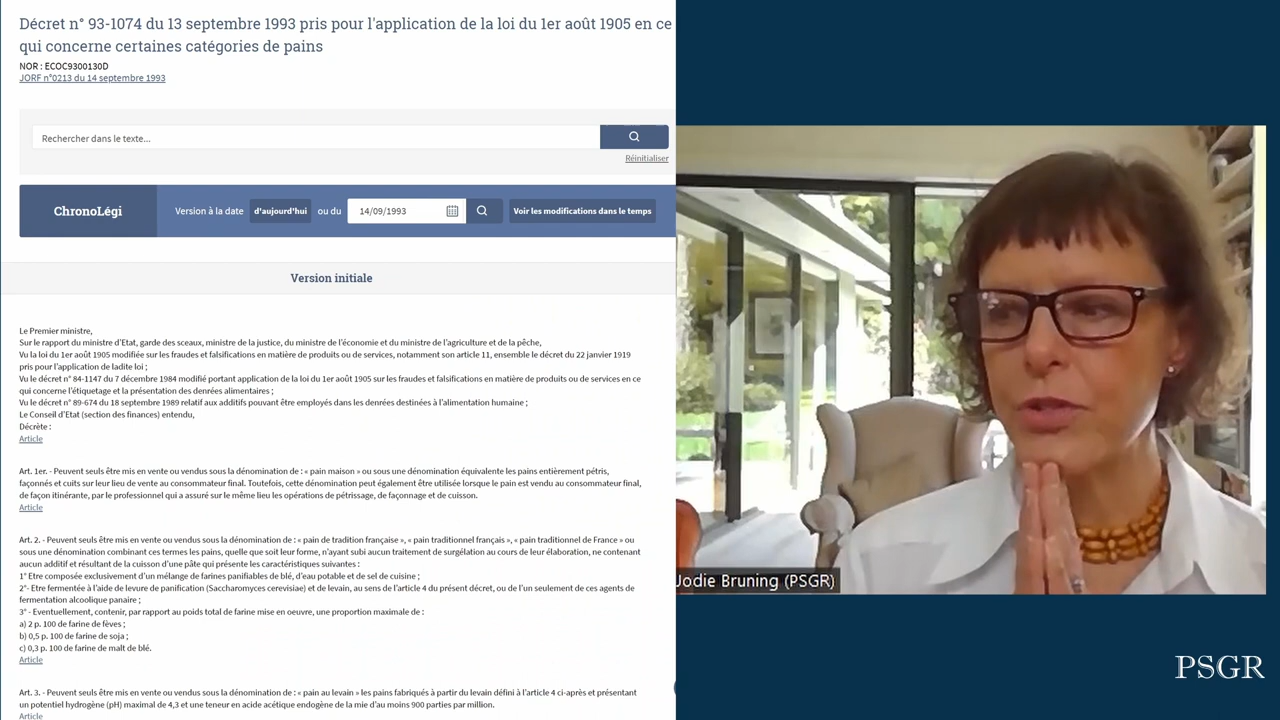 Décret n° 93-1074 du 13 septembre 1993 pris pour l'application de la loi du 1er août 1905 en ce
qui concerne certaines catégories de pains
NOR : ECOC9300130D
JORF n°0213 du 14 septembre 1993
Rechercher dans le texte...
Réinitialiser
ChronoLégi
Version à la date
d'aujourd'hui
ou du
14/09/1993
Voir les modifications dans le temps
Version initiale
Le Premier ministre,
Sur le rapport du ministre d'Etat, garde des sceaux, ministre de la justice, du ministre de l'économie et du ministre de l'agriculture et de la pêche,
Vu la loi du 1er août 1905 modifiée sur les fraudes et falsifications en matière de produits ou de services, notamment son article 11, ensemble le décret du 22 janvier 1919
pris pour l'application de ladite loi ;
Vu le décret n° 84-1147 du 7 décembre 1984 modifié portant application de la loi du 1er août 1905 sur les fraudes et falsifications en matière de produits ou de services en ce
qui concerne l'étiquetage et la présentation des denrées alimentaires ;
Vu le décret n° 89-674 du 18 septembre 1989 relatif aux additifs pouvant être employés dans les denrées destinées à l'alimentation humaine ;
Le Conseil d'Etat (section des finances) entendu,
Décrète :
Article
Art. 1er. - Peuvent seuls être mis en vente ou vendus sous la dénomination de : « pain maison » ou sous une dénomination équivalente les pains entièrement pétris,
façonnés et cuits sur leur lieu de vente au consommateur final. Toutefois, cette dénomination peut également être utilisée lorsque le pain est vendu au consommateur final,
de façon itinérante, par le professionnel qui a assuré sur le même lieu les opérations de pétrissage, de façonnage et de cuisson.
Article
Art. 2. - Peuvent seuls être mis en vente ou vendus sous la dénomination de : « pain de tradition française », « pain traditionnel français », « pain traditionnel de France » ou
sous une dénomination combinant ces termes les pains, quelle que soit leur forme, n'ayant subi aucun traitement de surgélation au cours de leur élaboration, ne contenant
aucun additif et résultant de la cuisson d'une pâte qui présente les caractéristiques suivantes :
1° Etre composée exclusivement d'un mélange de farines panifiables de blé, d'eau potable et de sel de cuisine ;
2°- Etre fermentée à l'aide de levure de panification (Saccharomyces cerevisiae) et de levain, au sens de l'article 4 du présent décret, ou de l'un seulement de ces agents de
fermentation alcoolique panaire ;
3° - Eventuellement, contenir, par rapport au poids total de farine mise en oeuvre, une proportion maximale de :
a) 2 p. 100 de farine de fèves ;
b) 0,5 p. 100 de farine de soja ;
c) 0,3 p. 100 de farine de malt de blé.
Article
Art. 3. - Peuvent seuls être mis en vente ou vendus sous la dénomination de : « pain au levain » les pains fabriqués à partir du levain défini à l'article 4 ci-après et présentant
un potentiel hydrogène (pH) maximal de 4,3 et une teneur en acide acétique endogène de la mie d'au moins 900 parties par million.
Article
Jodie Bruning (PSGR)
PSGR